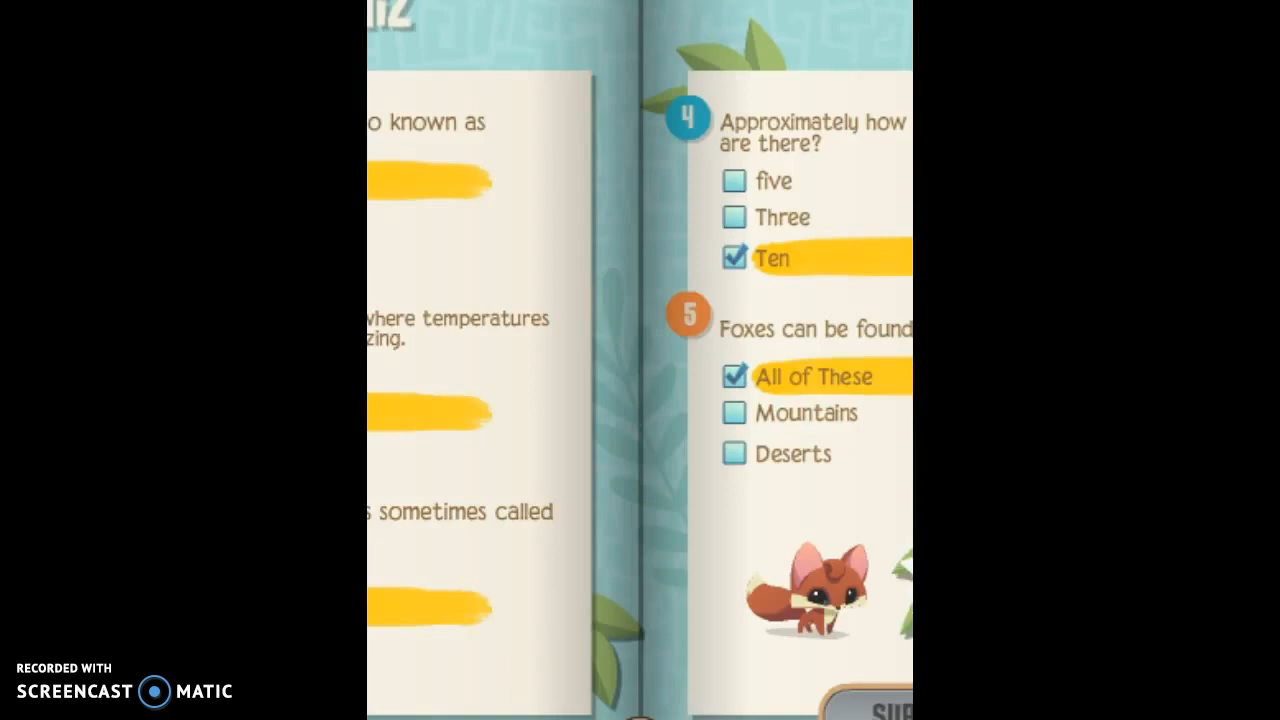 o known as
where temperatures
zing.
s sometimes called
4
Approximately how
are there?
five
Three
Ten
5
Foxes can be found
All of These
Mountains
Deserts
RECORDED WITH
SCREENCAST MATIC